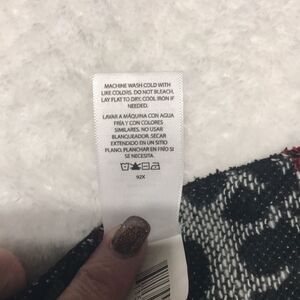 MACHINE WASH COLD WITH
LIKE COLORS. DO NOT BLEACH.
LAY FLAT TO DRY. COOL IRON IF
NEEDED.
LAVAR A MÁQUINA CON AGUA
FRÍA Y CON COLORES
SIMILARES. NO USAR
BLANQUEADOR. SECAR
EXTENDIDO EN UN SITIO
PLANO. PLANCHAR EN FRÍO SI
SE NECESITA.
92X